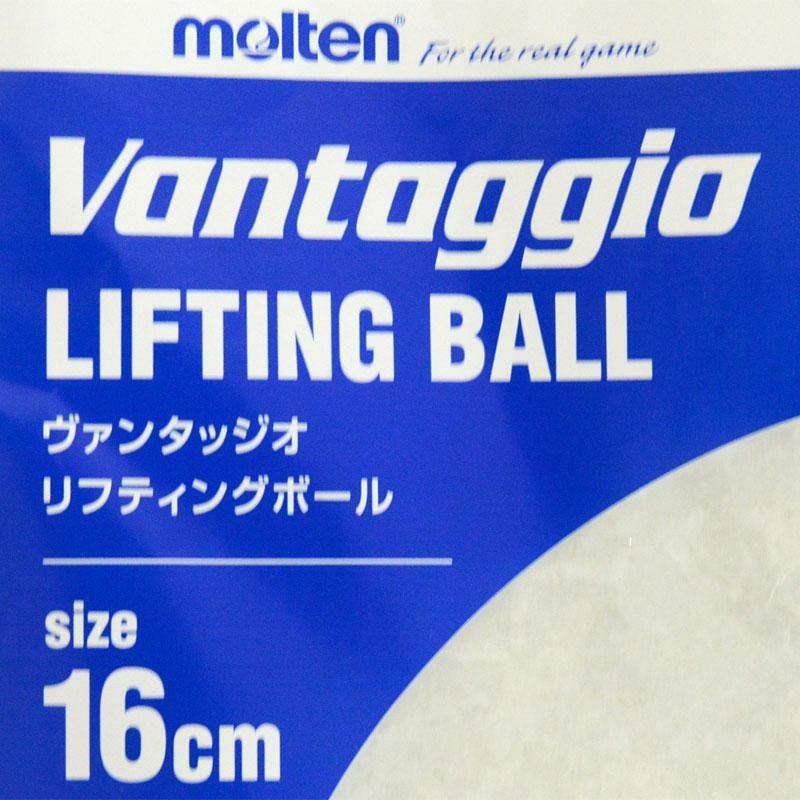 molten® For the real game
Vantaggio
LIFTING BALL
ヴァンタッジオ
リフティングボール
size
16cm